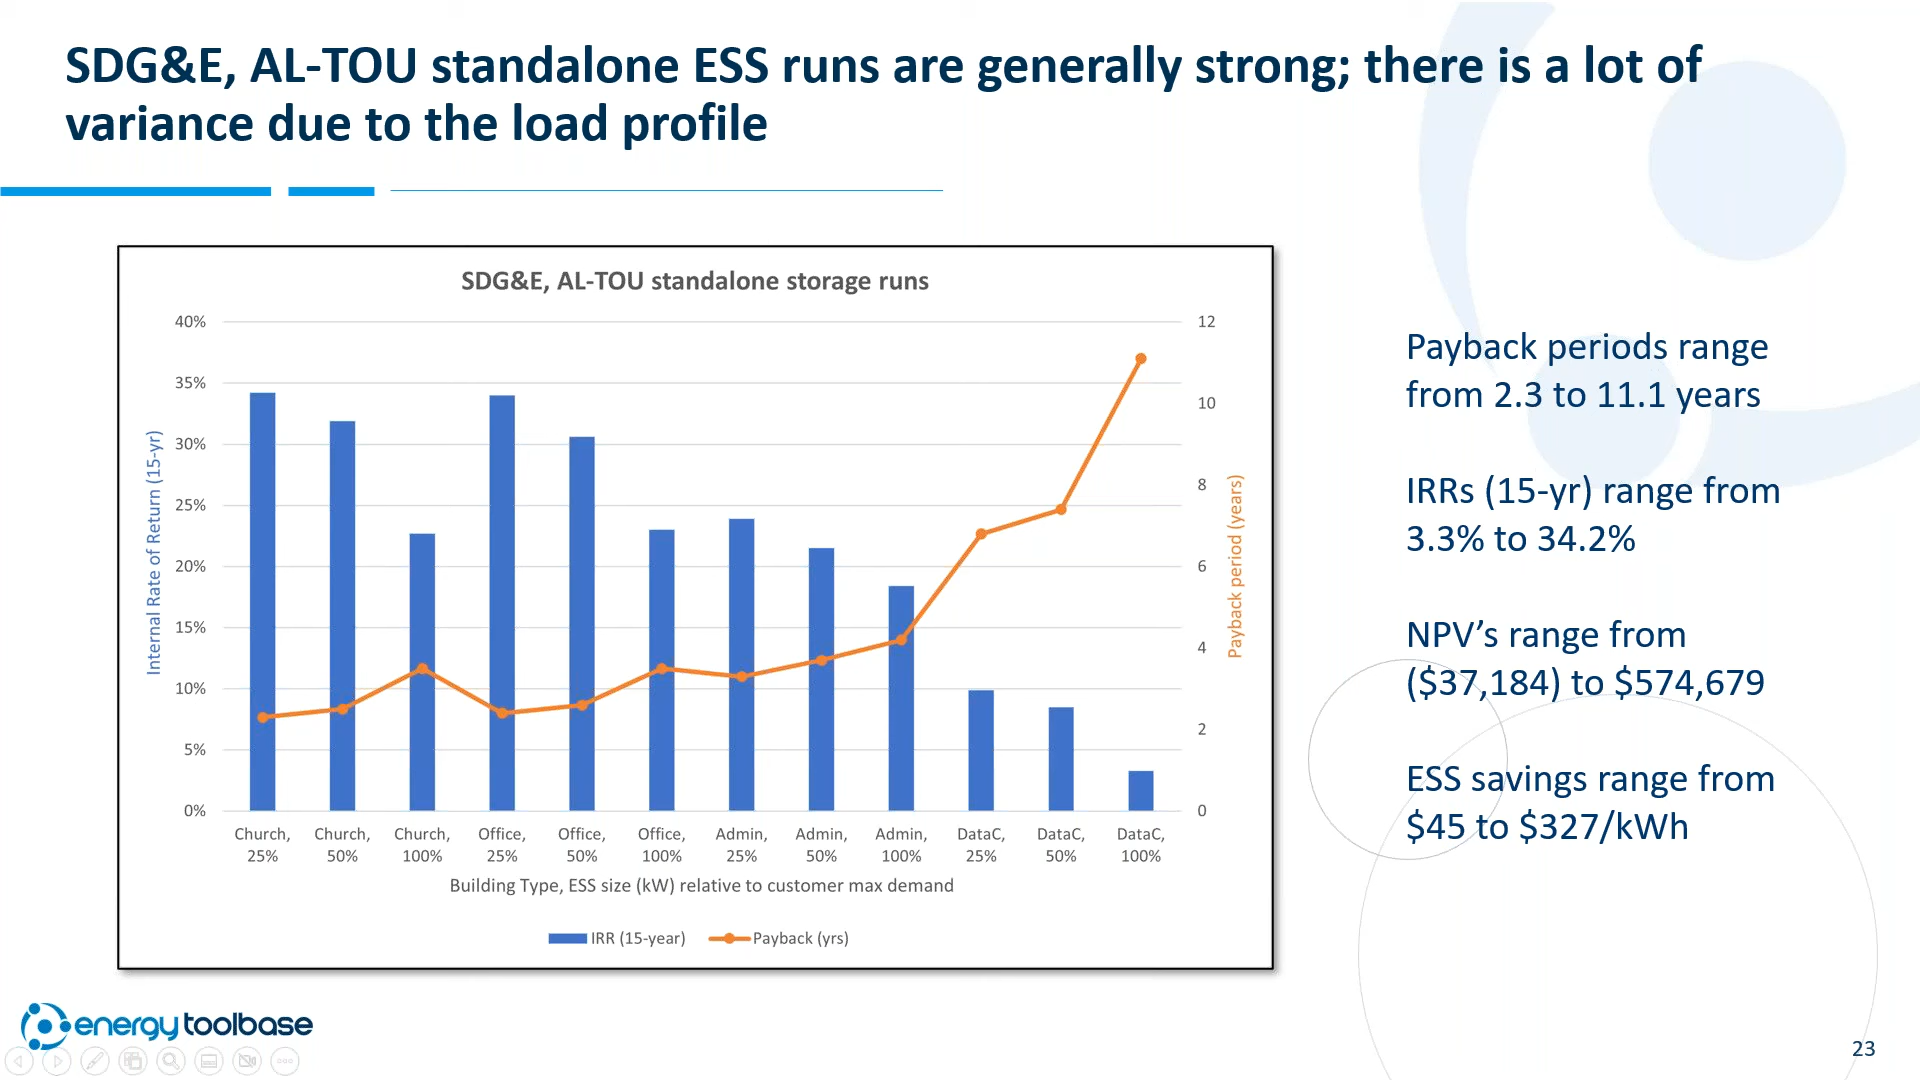 SDG&E, AL-TOU standalone ESS runs are generally strong; there is a lot of
variance due to the load profile
SDG&E, AL-TOU standalone storage runs
Internal Rate of Return (15-yr)
40%
35%
30%
25%
20%
15%
10%
5%
0%
12
10
8
6
4
2
0
Payback period (years)
Church, 25%
Church, 50%
Church, 100%
Office, 25%
Office, 50%
Office, 100%
Admin, 25%
Admin, 50%
Admin, 100%
DataC, 25%
DataC, 50%
DataC, 100%
Building Type, ESS size (kW) relative to customer max demand
IRR (15-year)
Payback (yrs)
Payback periods range
from 2.3 to 11.1 years
IRRs (15-yr) range from
3.3% to 34.2%
NPV’s range from
($37,184) to $574,679
ESS savings range from
$45 to $327/kWh
energy toolbase
23